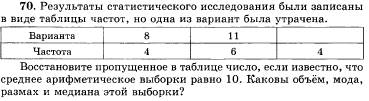 70. Результаты статистического исследования были записаны
в виде таблицы частот, но одна из вариант была утрачена.
Варианта 8 11
Частота 4 6 4
Восстановите пропущенное в таблице число, если известно, что
среднее арифметическое выборки равно 10. Каковы объём, мода,
размах и медиана этой выборки?